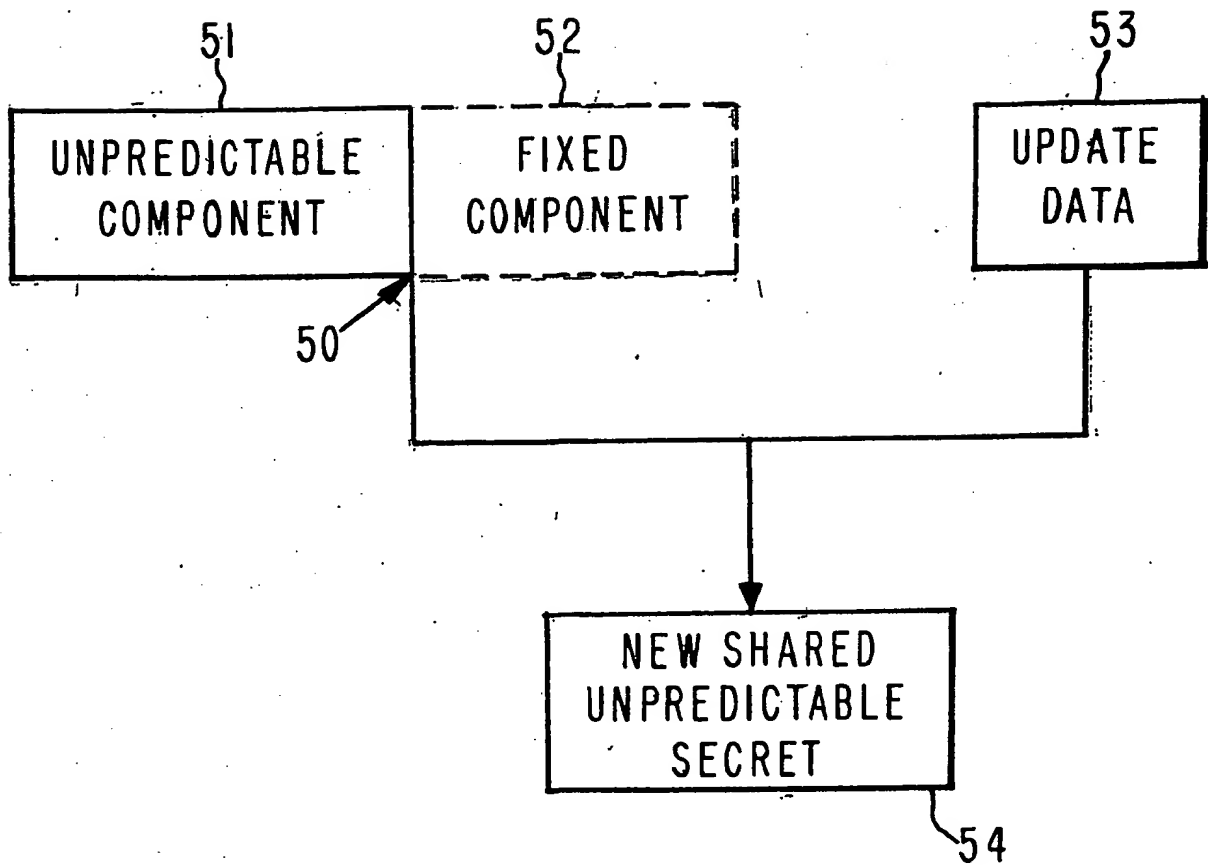 51
52
53
UNPREDICTABLE
COMPONENT
FIXED
COMPONENT
UPDATE
DATA
50
NEW SHARED
UNPREDICTABLE
SECRET
54